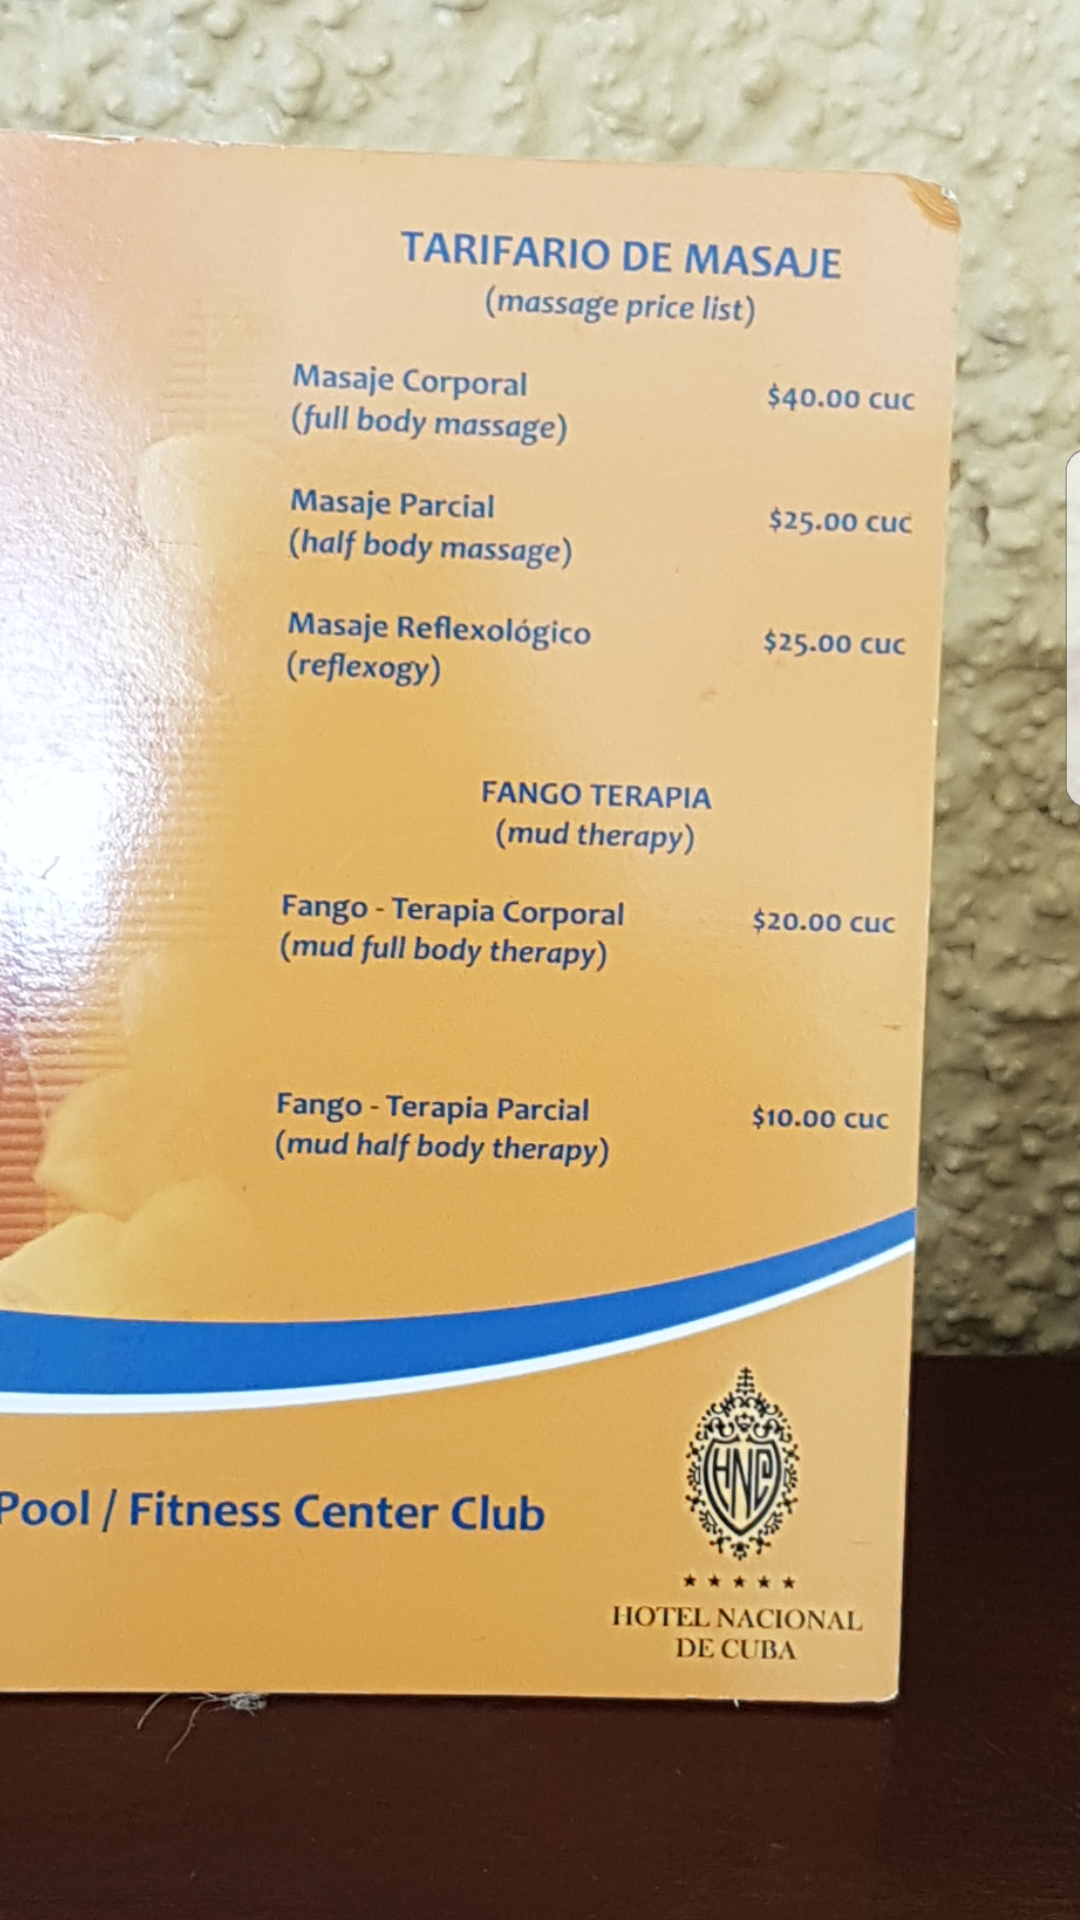 TARIFARIO DE MASAJE
(massage price list)
Masaje Corporal $40.00 CUC
(full body massage)
Masaje Parcial $25.00 CUC
(half body massage)
Masaje Reflexológico $25.00 CUC
(reflexogy)
FANGO TERAPIA
(mud therapy)
Fango - Terapia Corporal $20.00 CUC
(mud full body therapy)
Fango - Terapia Parcial $10.00 CUC
(mud half body therapy)
Pool / Fitness Center Club
HNC
HOTEL NACIONAL
DE CUBA